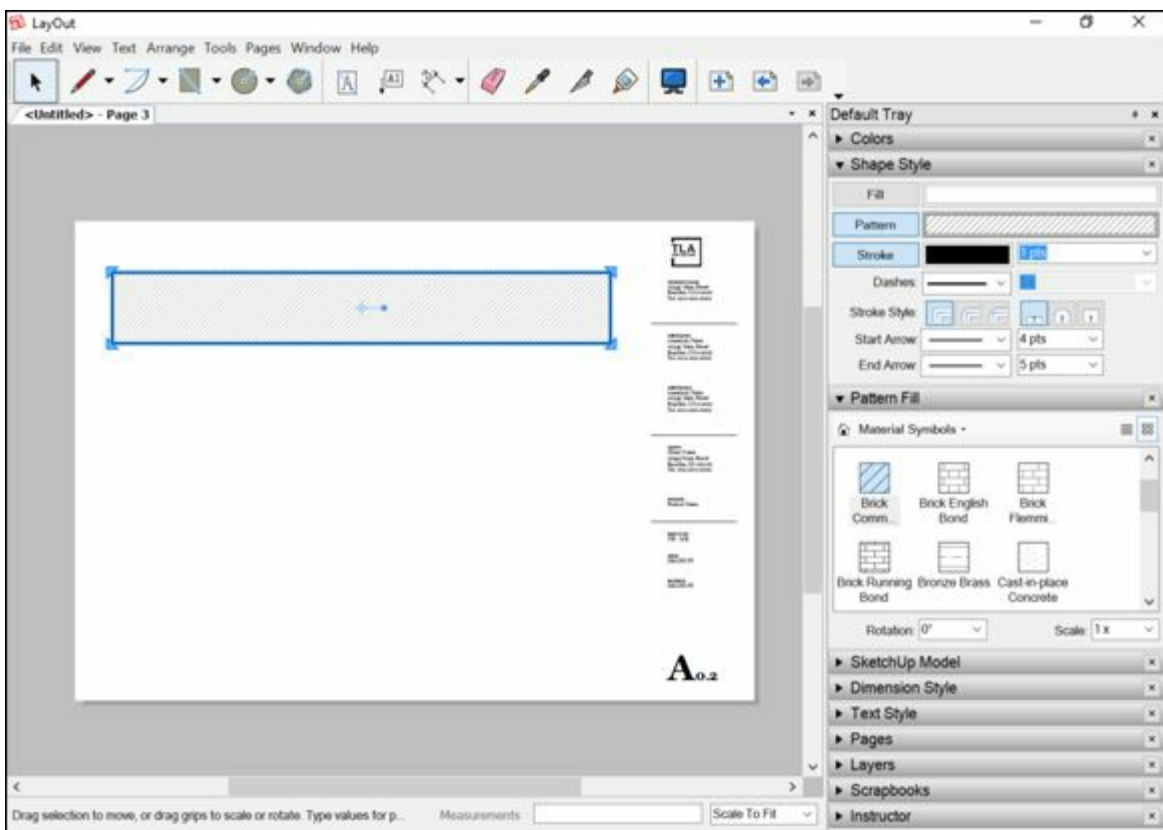 LayOut
File Edit View Text Arrange Tools Pages Window Help
A A1
<Untitled> - Page 3
Default Tray
Colors
Shape Style
Fill
Pattern
Stroke 1 pts
Dashes:
Stroke Style:
Start Arrow: 4 pts
End Arrow: 5 pts
Pattern Fill
Material Symbols
Brick Brick English Brick
Comm... Bond Flemmi...
Brick Running Bronze Brass Cast-in-place
Bond Concrete
Rotation: 0° Scale: 1 x
SketchUp Model
Dimension Style
Text Style
Pages
Layers
Scrapbooks
Instructor
TLA
A0.2
Drag selection to move, or drag grips to scale or rotate. Type values for p... Measurements Scale To Fit